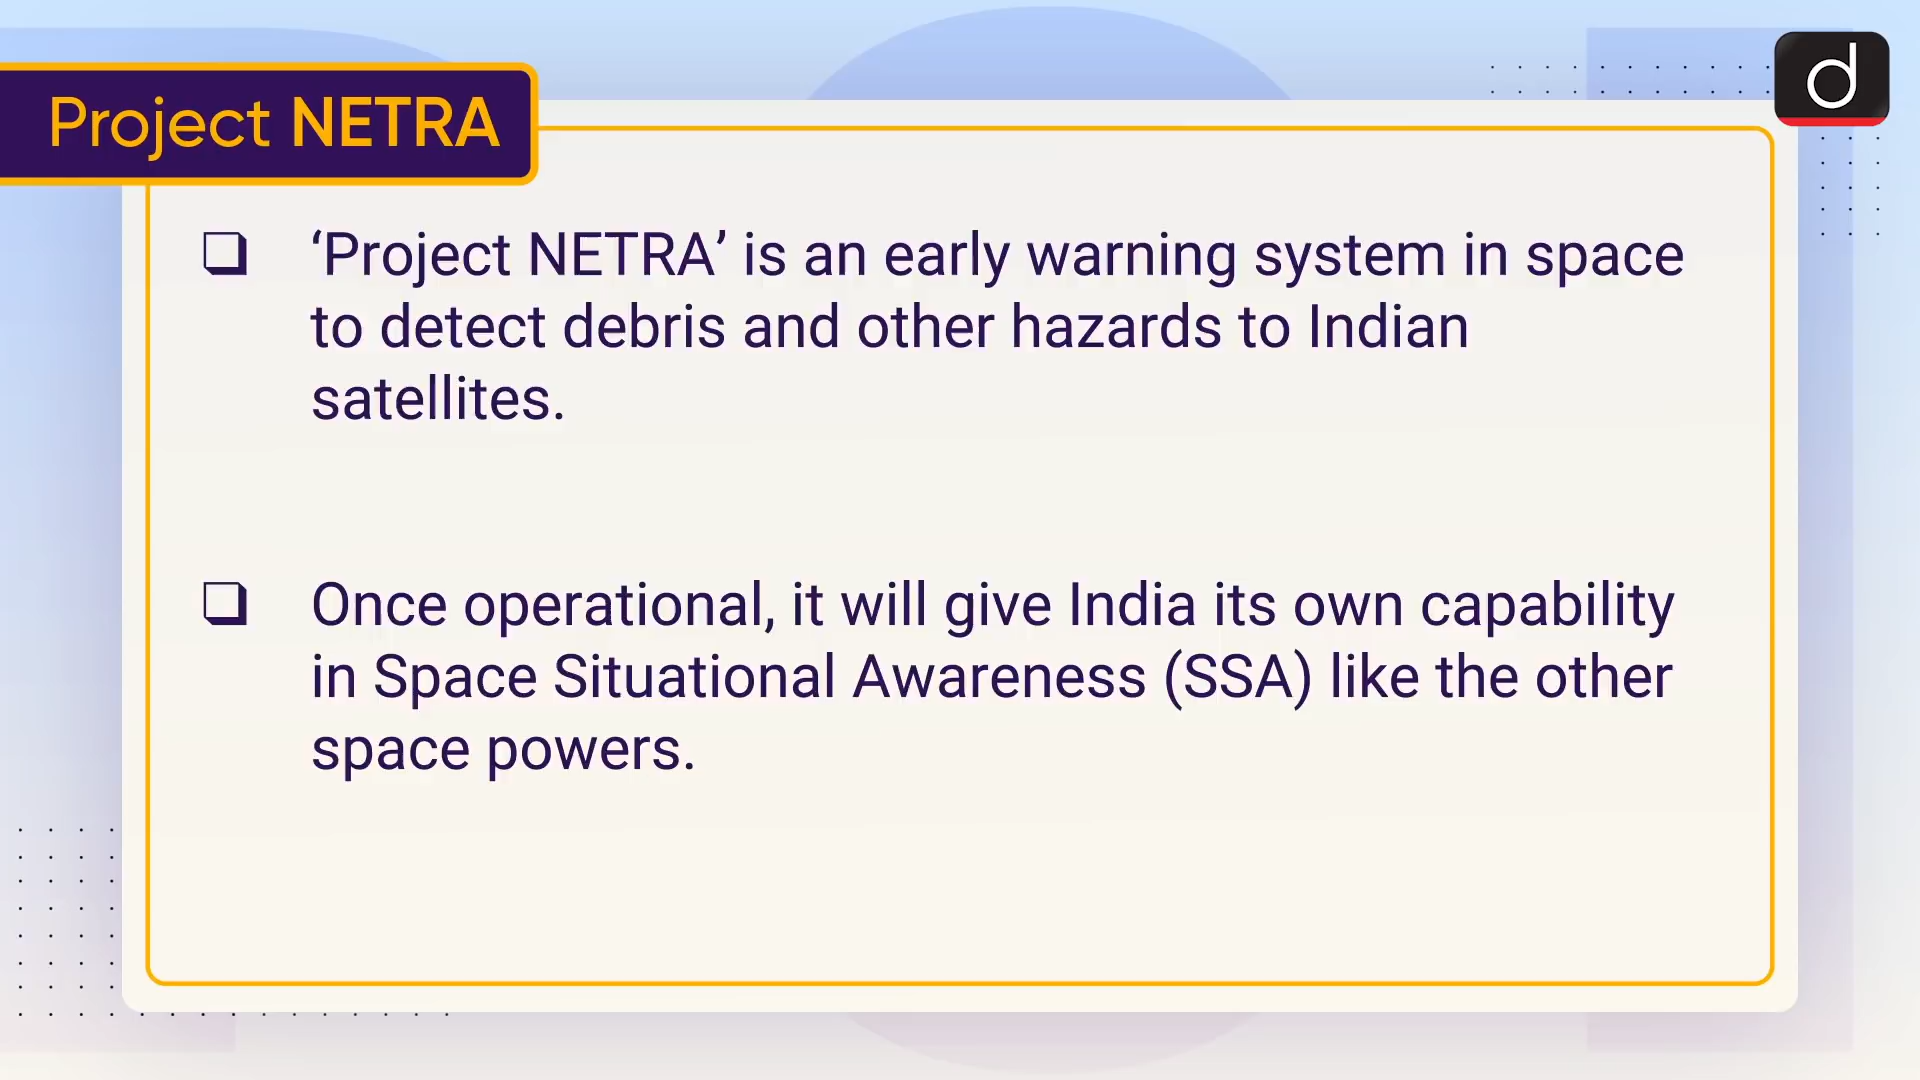 Project NETRA
d
❑ ‘Project NETRA’ is an early warning system in space
to detect debris and other hazards to Indian
satellites.
❑ Once operational, it will give India its own capability
in Space Situational Awareness (SSA) like the other
space powers.